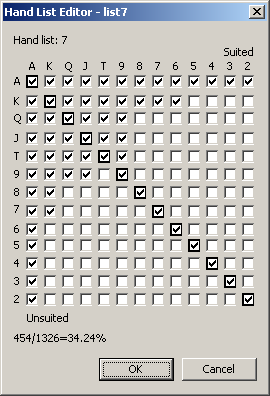 Hand List Editor - list7
Hand list: 7
Suited
A K Q J T 9 8 7 6 5 4 3 2
A
K
Q
J
T
9
8
7
6
5
4
3
2
Unsuited
454/1326=34.24%
OK Cancel